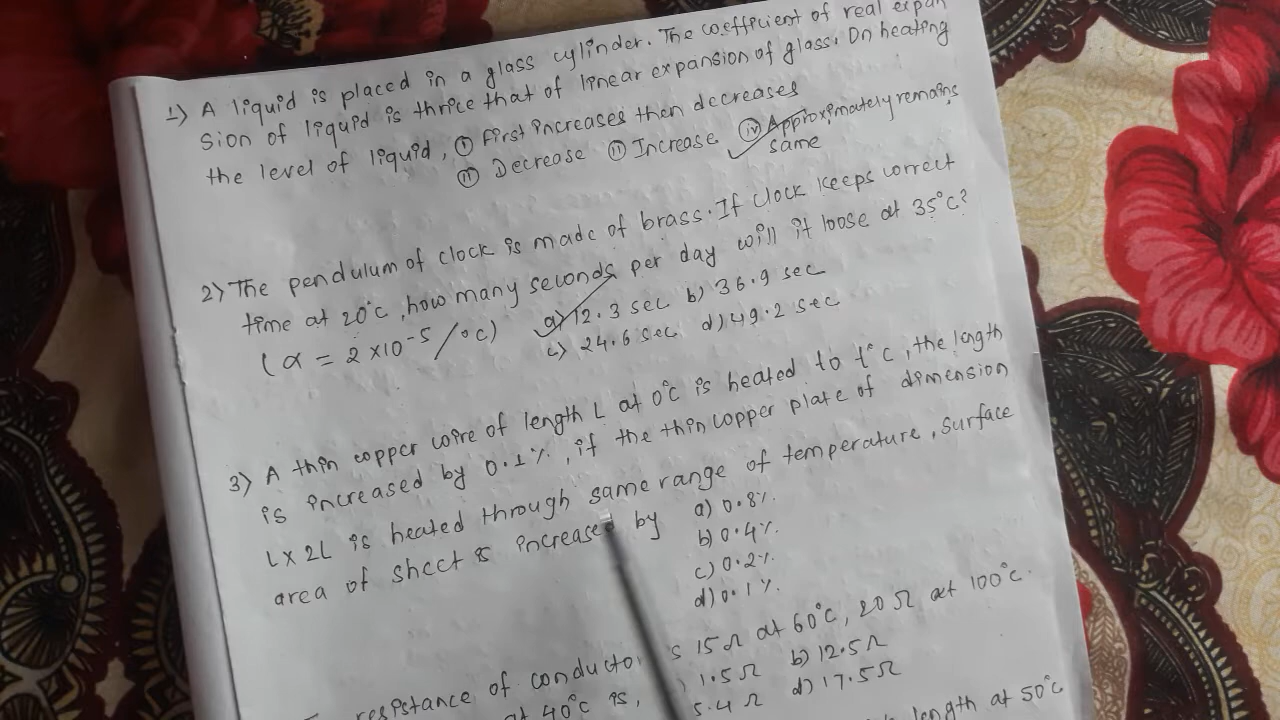 1) A liquid is placed in a glass cylinder. The coefficient of real expan
sion of liquid is thrice that of linear expansion of glass. On heating
the level of liquid, (i) First increases then decreases
(ii) Decrease (iii) Increase (iv) Approximately remains
same
2) The pendulum of clock is made of brass. If clock keeps correct
time at 20°C, how many seconds per day will it loose at 35°C?
(α = 2 × 10⁻⁵ /°C) a) 12.3 sec b) 36.9 sec
c) 24.6 sec d) 49.2 sec
3) A thin copper wire of length L at 0°C is heated to t°C, the length
is increased by 0.1%, if the thin copper plate of dimension
L × 2L is heated through same range of temperature, surface
area of sheet is increased by a) 0.8%.
b) 0.4%.
c) 0.2%.
d) 0.1%.
resistance of conducto s 15Ω at 60°C, 20Ω at 100°C.
at 40°C is, 1.5Ω b) 12.5Ω
5.4Ω d) 17.5Ω
length at 50°C